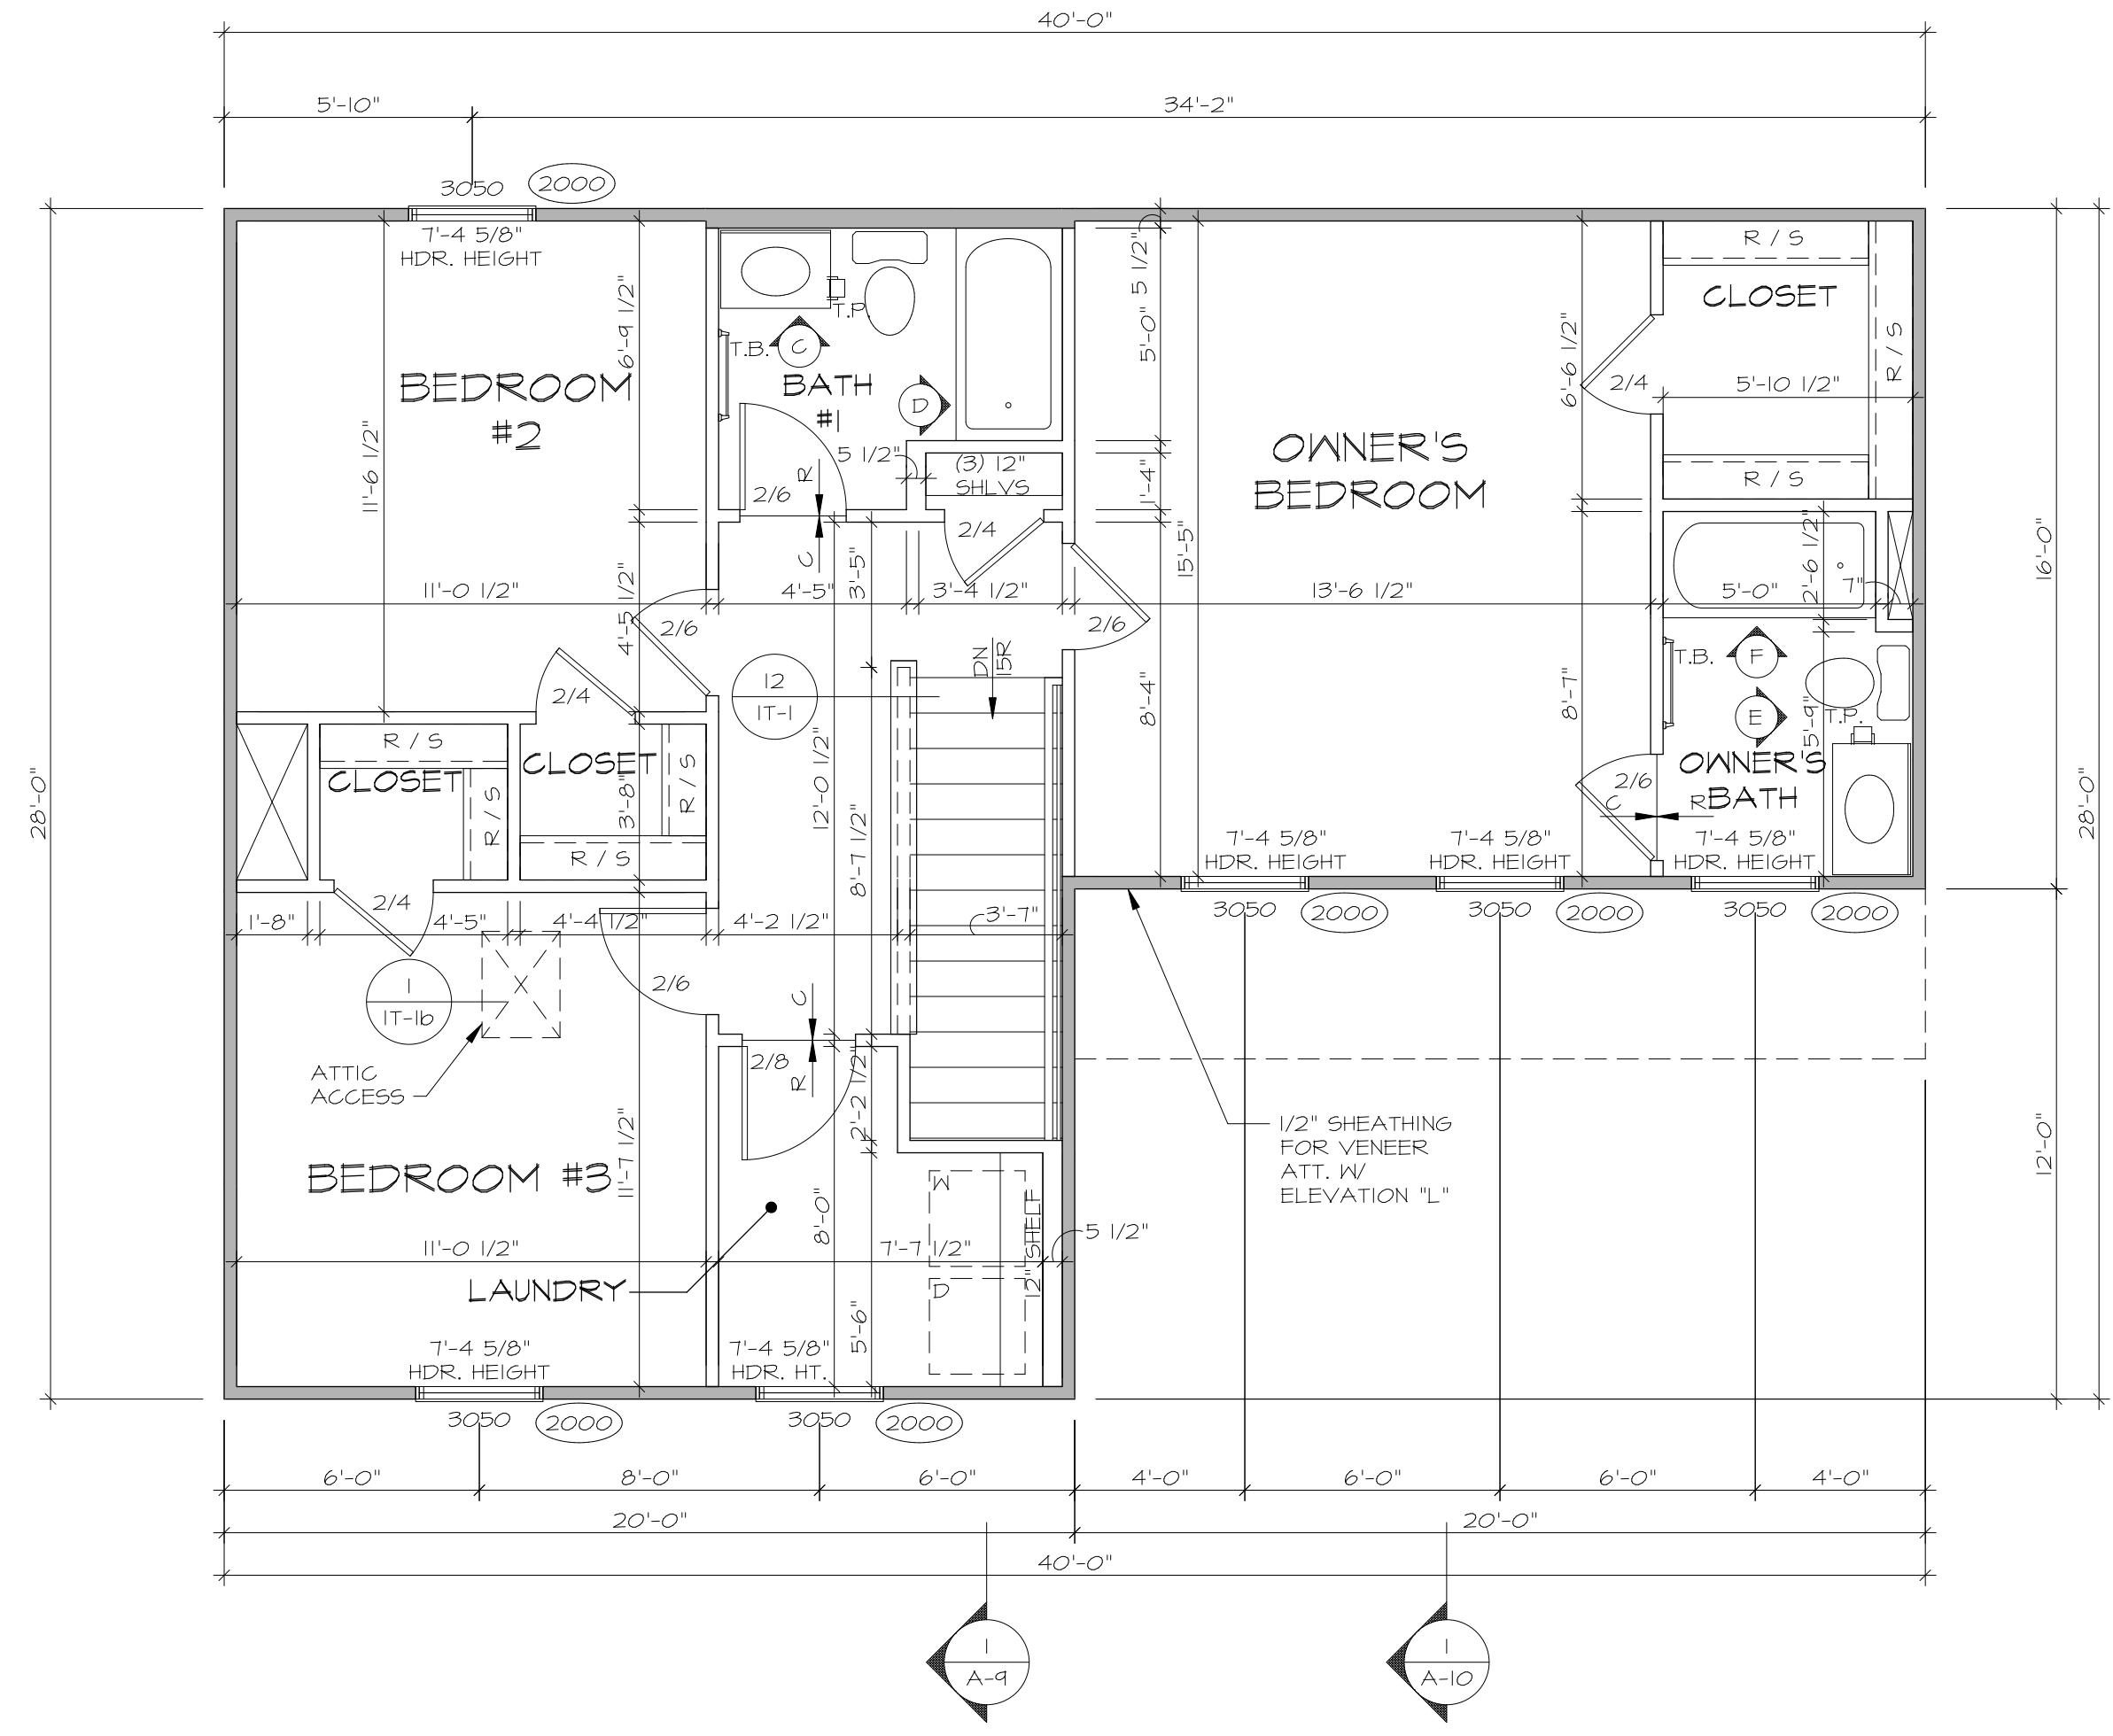 40'-0"
5'-10"
34'-2"
3050
2000
7'-4 5/8"
HDR. HEIGHT
R / S
CLOSET
R / S
5 1/2"
6'-9 1/2"
T.P.
T.B.
C
BATH
#1
D
5'-0"
6'-6 1/2"
2/4
5'-10 1/2"
BEDROOM
#2
11'-6 1/2"
5 1/2"
(3) 12"
SHLVS
1'-4"
OWNER'S
BEDROOM
R / S
2/6
R
C
2/4
15'-5"
3'-5"
2'-6 1/2"
16'-0"
11'-0 1/2"
4'-5 1/2"
4'-5"
3'-4 1/2"
13'-6 1/2"
5'-0"
7"
2/6
2/6
DN
15R
T.B.
F
2/4
12
1T-1
8'-4"
8'-7"
E
T.P.
5'-9"
R / S
CLOSET
CLOSET
R / S
R / S
R / S
3'-8"
12'-0 1/2"
8'-7 1/2"
OWNER'S
BATH
2/6
C
R
28'-0"
28'-0"
7'-4 5/8"
HDR. HEIGHT
7'-4 5/8"
HDR. HEIGHT
7'-4 5/8"
HDR. HEIGHT
3050
2000
3050
2000
3050
2000
2/4
1'-8"
4'-5"
4'-4 1/2"
4'-2 1/2"
3'-7"
2/6
X
1
1T-1b
C
2/8
R
ATTIC
ACCESS
2'-2 1/2"
11'-7 1/2"
BEDROOM #3
1/2" SHEATHING
FOR VENEER
ATT. W/
ELEVATION "L"
12'-0"
W
8'-0"
12" SHELF
5 1/2"
11'-0 1/2"
7'-7 1/2"
LAUNDRY
D
5'-6"
7'-4 5/8"
HDR. HEIGHT
7'-4 5/8"
HDR. HT.
3050
2000
3050
2000
6'-0"
8'-0"
6'-0"
4'-0"
6'-0"
6'-0"
4'-0"
20'-0"
20'-0"
40'-0"
1
A-9
1
A-10